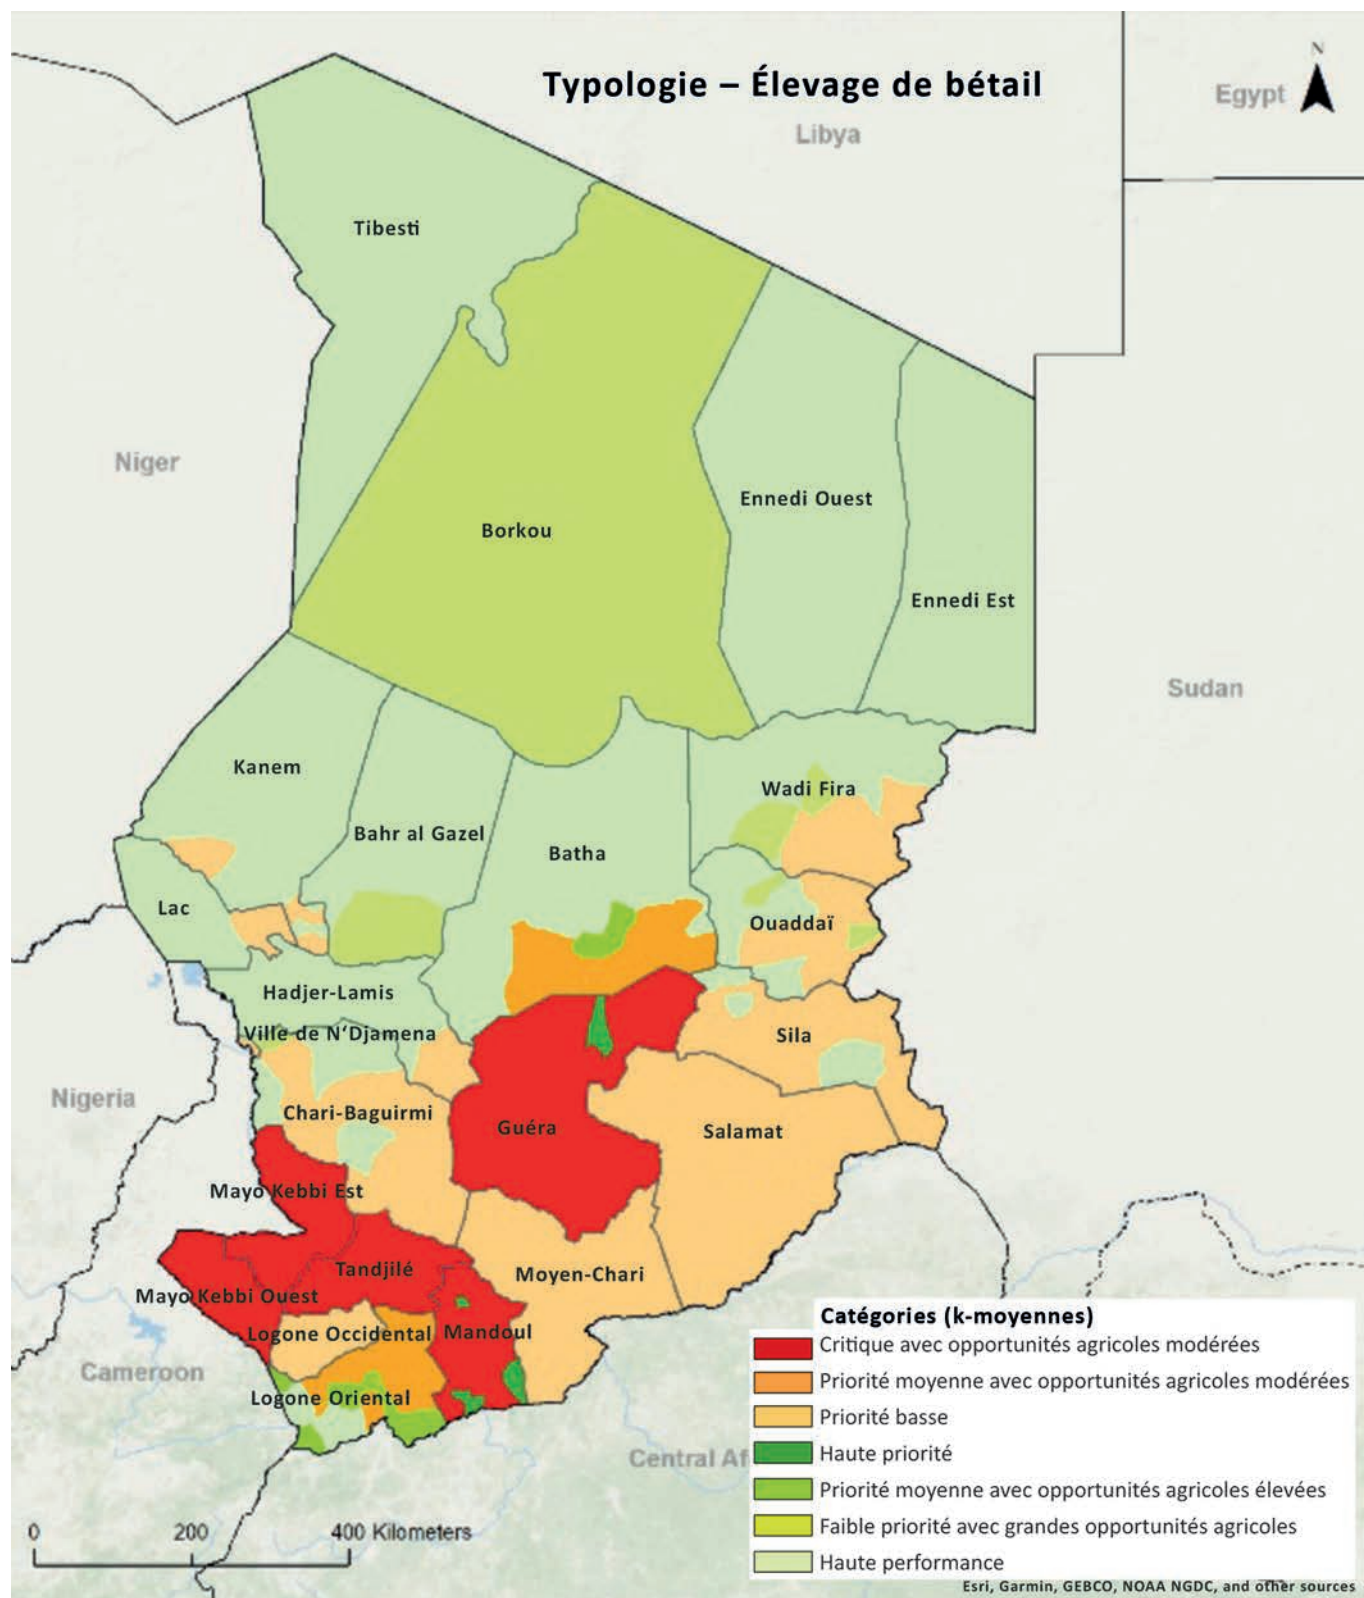 Typologie – Élevage de bétail
N
Egypt
Libya
Tibesti
Niger
Ennedi Ouest
Borkou
Ennedi Est
Sudan
Kanem
Wadi Fira
Bahr al Gazel
Batha
Lac
Ouaddaï
Hadjer-Lamis
Ville de N'Djamena
Sila
Nigeria
Chari-Baguirmi
Guéra
Salamat
Mayo Kebbi Est
Tandjilé
Moyen-Chari
Mayo Kebbi Ouest
Logone Occidental
Mandoul
Cameroon
Logone Oriental
Central Af
Catégories (k-moyennes)
Critique avec opportunités agricoles modérées
Priorité moyenne avec opportunités agricoles modérées
Priorité basse
Haute priorité
Priorité moyenne avec opportunités agricoles élevées
Faible priorité avec grandes opportunités agricoles
Haute performance
0 200 400 Kilometers
Esri, Garmin, GEBCO, NOAA NGDC, and other sources